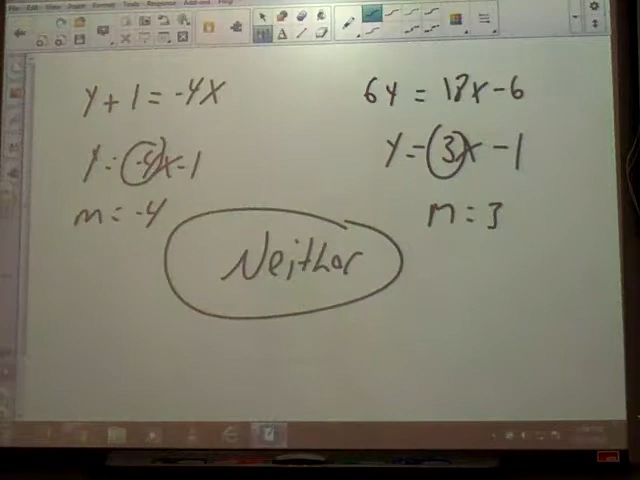 y + 1 = -4x
y = -4x - 1
m = -4
6y = 18x - 6
y = 3x - 1
m = 3
Neither